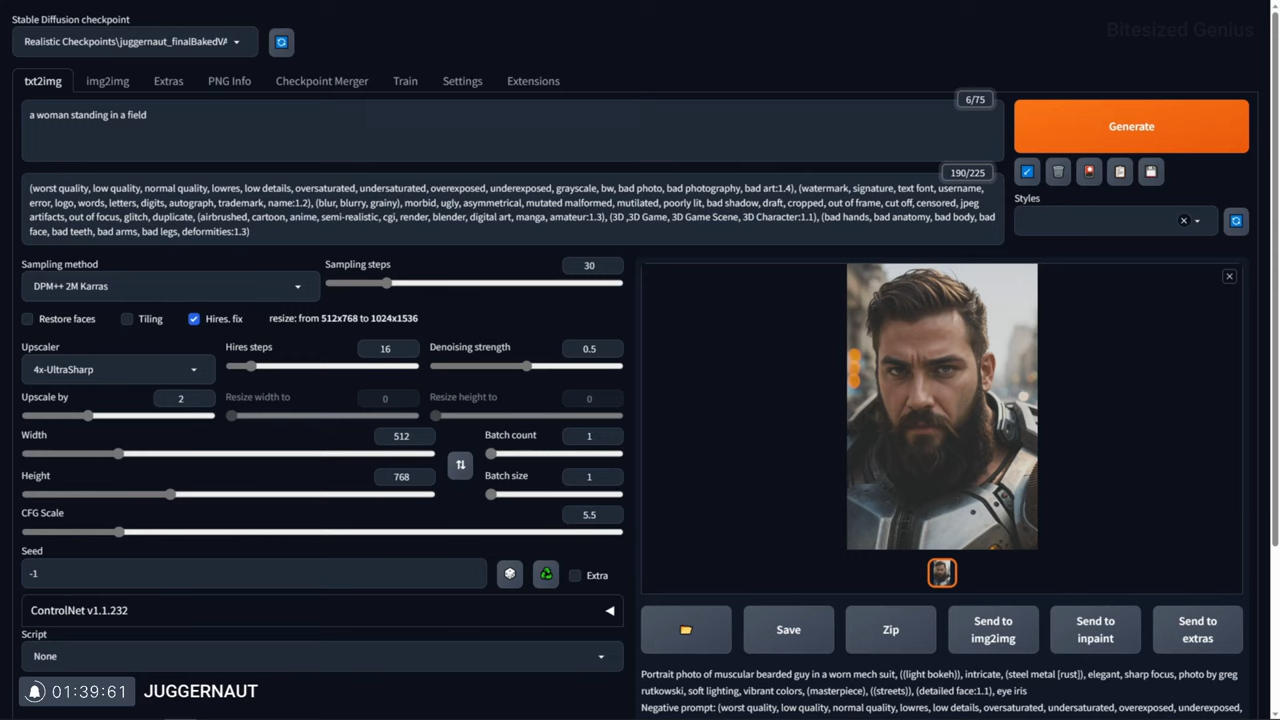 Stable Diffusion checkpoint
Bitesized Genius
Realistic Checkpoints\juggernaut_finalBakedVA
txt2img img2img Extras PNG Info Checkpoint Merger Train Settings Extensions
6/75
a woman standing in a field
Generate
190/225
(worst quality, low quality, normal quality, lowres, low details, oversaturated, undersaturated, overexposed, underexposed, grayscale, bw, bad photo, bad photography, bad art:1.4), (watermark, signature, text font, username,
error, logo, words, letters, digits, autograph, trademark, name:1.2), (blur, blurry, grainy), morbid, ugly, asymmetrical, mutated malformed, mutilated, poorly lit, bad shadow, draft, cropped, out of frame, cut off, censored, jpeg
artifacts, out of focus, glitch, duplicate, (airbrushed, cartoon, anime, semi-realistic, cgi, render, blender, digital art, manga, amateur:1.3), (3D ,3D Game, 3D Game Scene, 3D Character:1.1), (bad hands, bad anatomy, bad body, bad
face, bad teeth, bad arms, bad legs, deformities:1.3)
Styles
Sampling method
Sampling steps
30
DPM++ 2M Karras
Restore faces Tiling Hires. fix resize: from 512x768 to 1024x1536
Upscaler
Hires steps
16
Denoising strength
0.5
4x-UltraSharp
Upscale by
2
Resize width to
0
Resize height to
0
Width
512
Batch count
1
Height
768
Batch size
1
CFG Scale
5.5
Seed
-1
Extra
ControlNet v1.1.232
Script
None
Save
Zip
Send to
img2img
Send to
inpaint
Send to
extras
Portrait photo of muscular bearded guy in a worn mech suit, ((light bokeh)), intricate, (steel metal [rust]), elegant, sharp focus, photo by greg
rutkowski, soft lighting, vibrant colors, (masterpiece), ((streets)), (detailed face:1.1), eye iris
Negative prompt: (worst quality, low quality, normal quality, lowres, low details, oversaturated, undersaturated, overexposed, underexposed,
01:39:61
JUGGERNAUT